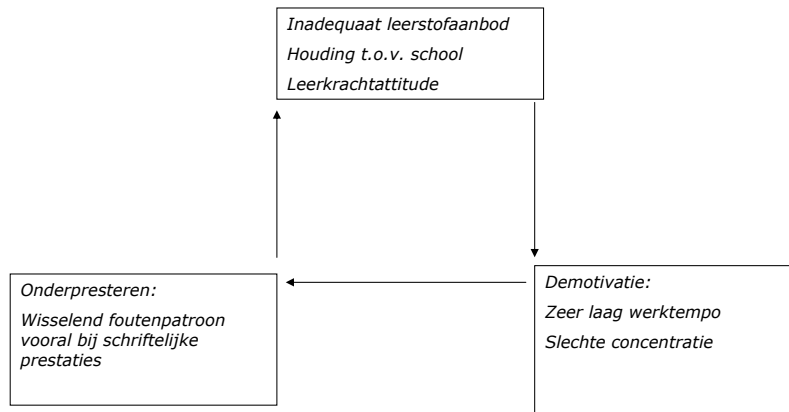 Inadequaat leerstofaanbod
Houding t.o.v. school
Leerkrachtattitude
Onderpresteren:
Wisselend foutenpatroon
vooral bij schriftelijke
prestaties
Demotivatie:
Zeer laag werktempo
Slechte concentratie